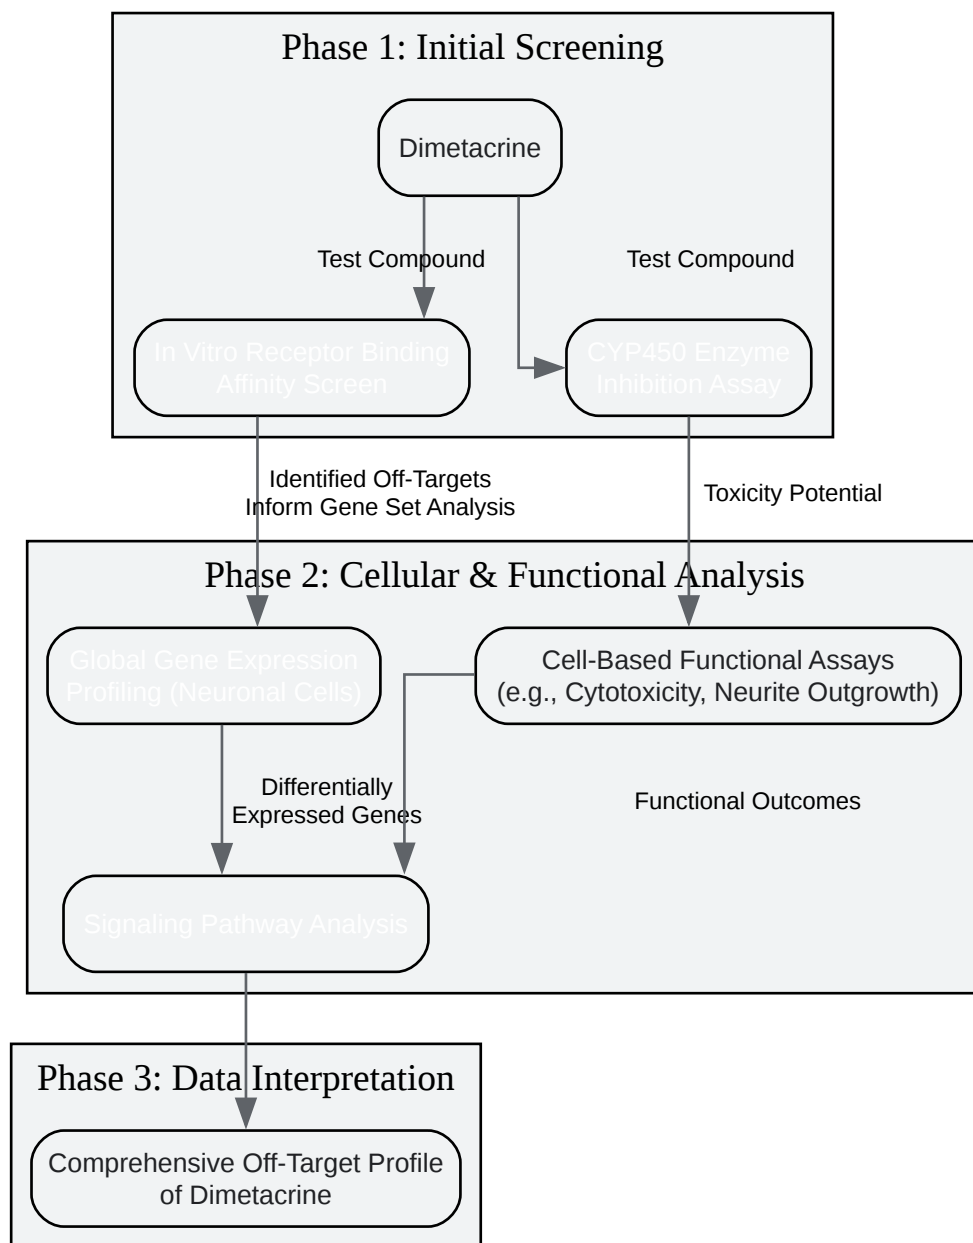 Phase 1: Initial Screening
Dimetacrine
Test Compound
Test Compound
In Vitro Receptor Binding
Affinity Screen
CYP450 Enzyme
Inhibition Assay
Identified Off-Targets
Inform Gene Set Analysis
Toxicity Potential
Phase 2: Cellular & Functional Analysis
Global Gene Expression
Profiling (Neuronal Cells)
Cell-Based Functional Assays
(e.g., Cytotoxicity, Neurite Outgrowth)
Differentially
Expressed Genes
Functional Outcomes
Signaling Pathway Analysis
Phase 3: Data Interpretation
Comprehensive Off-Target Profile
of Dimetacrine